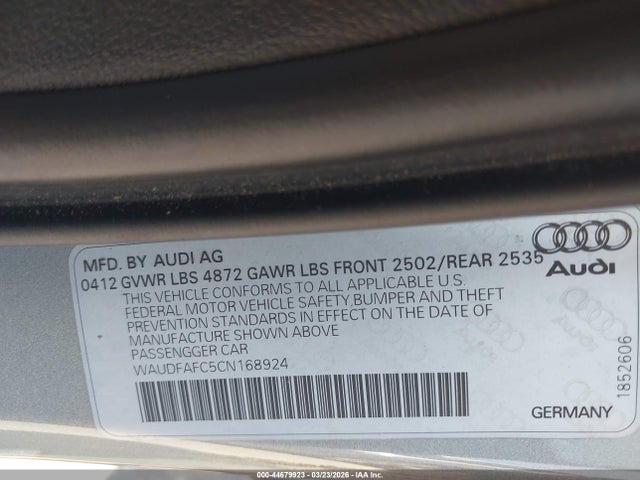 MFD. BY AUDI AG
0412 GVWR LBS 4872 GAWR LBS FRONT 2502/REAR 2535
THIS VEHICLE CONFORMS TO ALL APPLICABLE U.S.
FEDERAL MOTOR VEHICLE SAFETY,BUMPER AND THEFT
PREVENTION STANDARDS IN EFFECT ON THE DATE OF
MANUFACTURE SHOWN ABOVE
PASSENGGER CAR
WAUDFAFC5CN168924
Audi
1852606
GERMANY
000-44679923 - 03/23/2026 - IAA Inc.